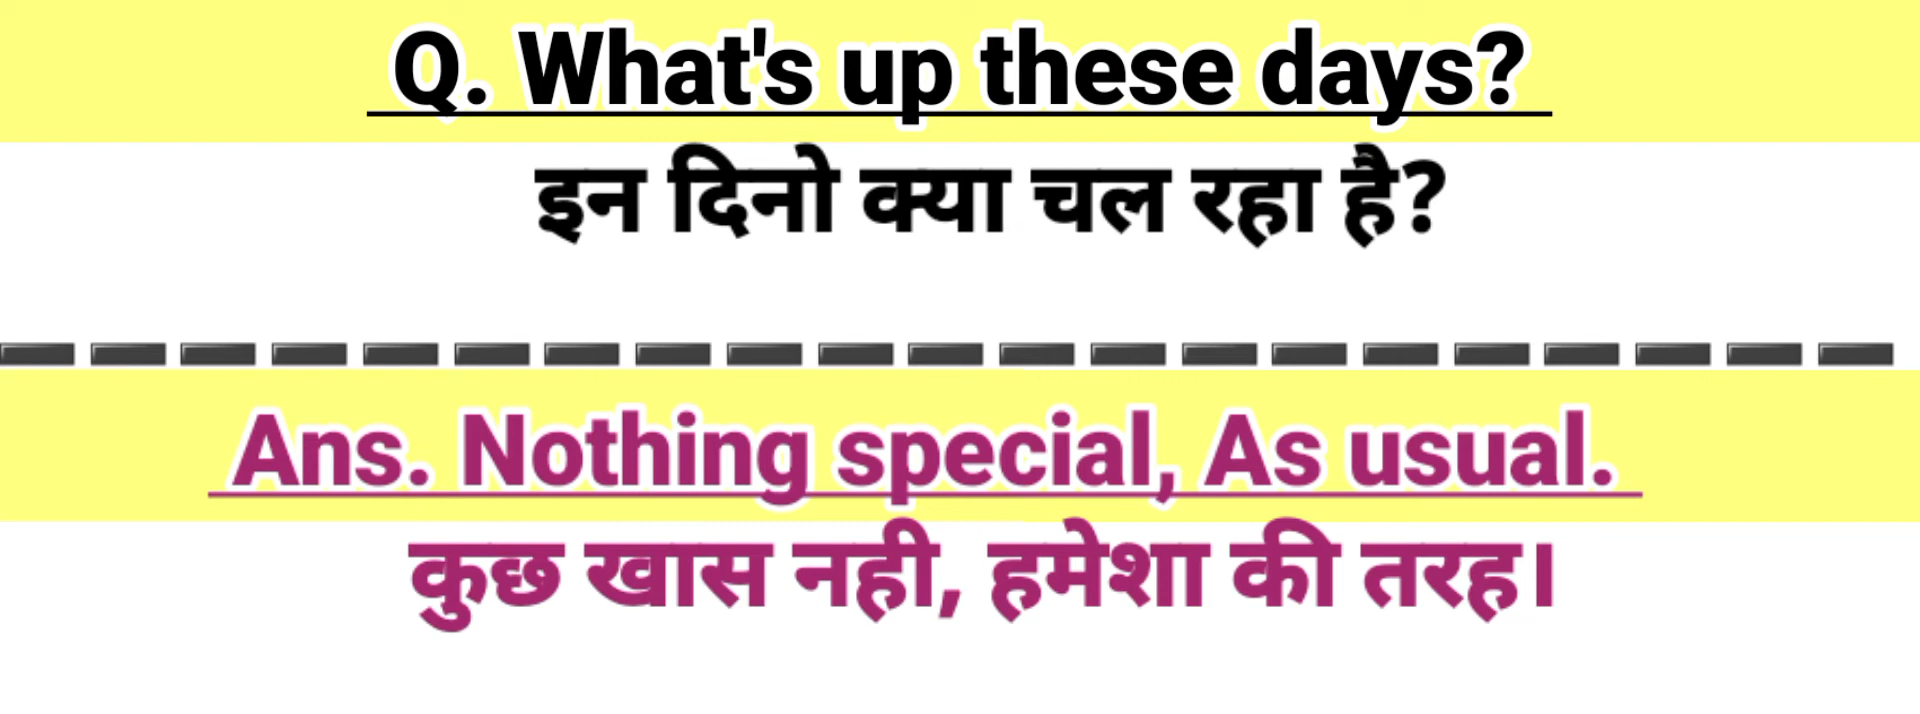 Q. What's up these days?
इन दिनो क्या चल रहा है?
Ans. Nothing special, As usual.
कुछ खास नही, हमेशा की तरह।